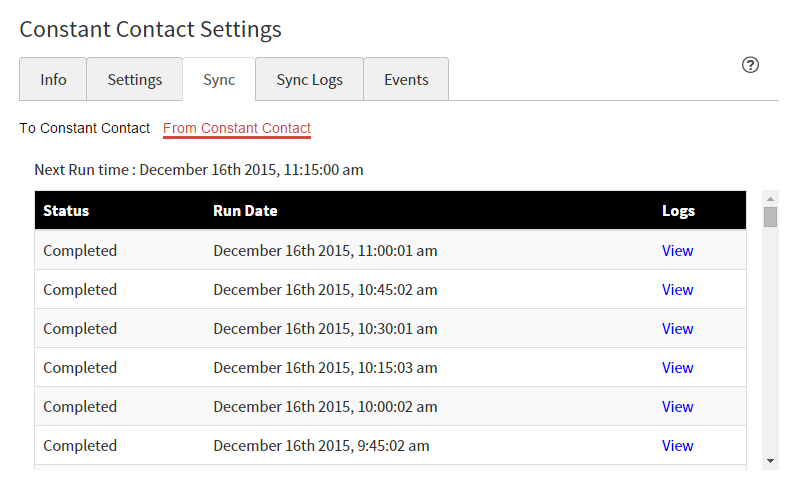 Constant Contact Settings
Info Settings Sync Sync Logs Events ?
To Constant Contact From Constant Contact
Next Run time : December 16th 2015, 11:15:00 am
Status Run Date Logs
Completed December 16th 2015, 11:00:01 am View
Completed December 16th 2015, 10:45:02 am View
Completed December 16th 2015, 10:30:01 am View
Completed December 16th 2015, 10:15:03 am View
Completed December 16th 2015, 10:00:02 am View
Completed December 16th 2015, 9:45:02 am View